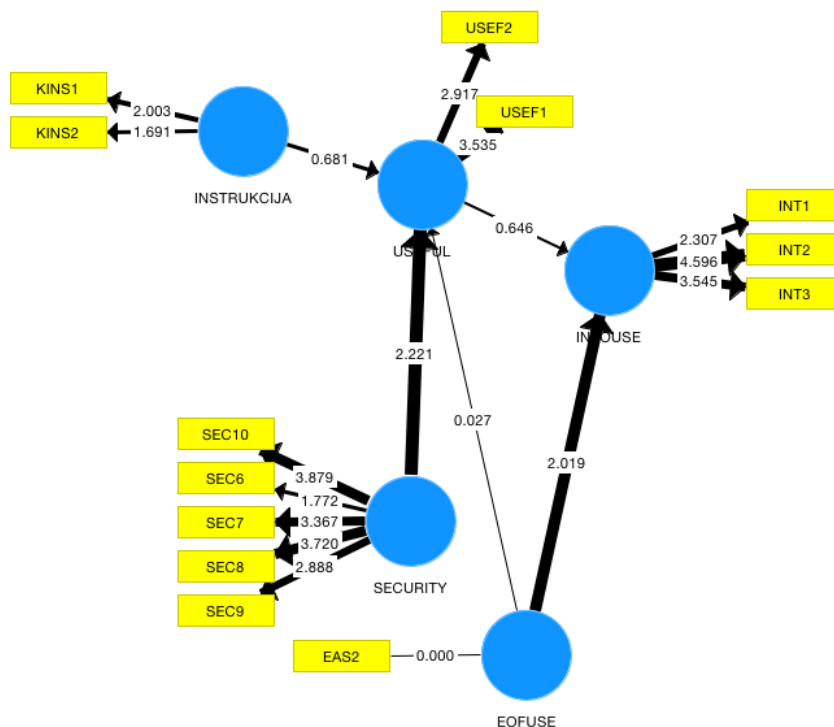 USEF2
KINS1
2.917
2.003
USEF1
KINS2
1.691
3.535
0.681
INSTRUKCIJA
INT1
0.646
2.307
INT2
4.596
3.545
INT3
2.221
0.027
SEC10
2.019
SEC6
3.879
1.772
SEC7
3.367
3.720
SEC8
2.888
SECURITY
SEC9
EAS2
0.000
EOFUSE